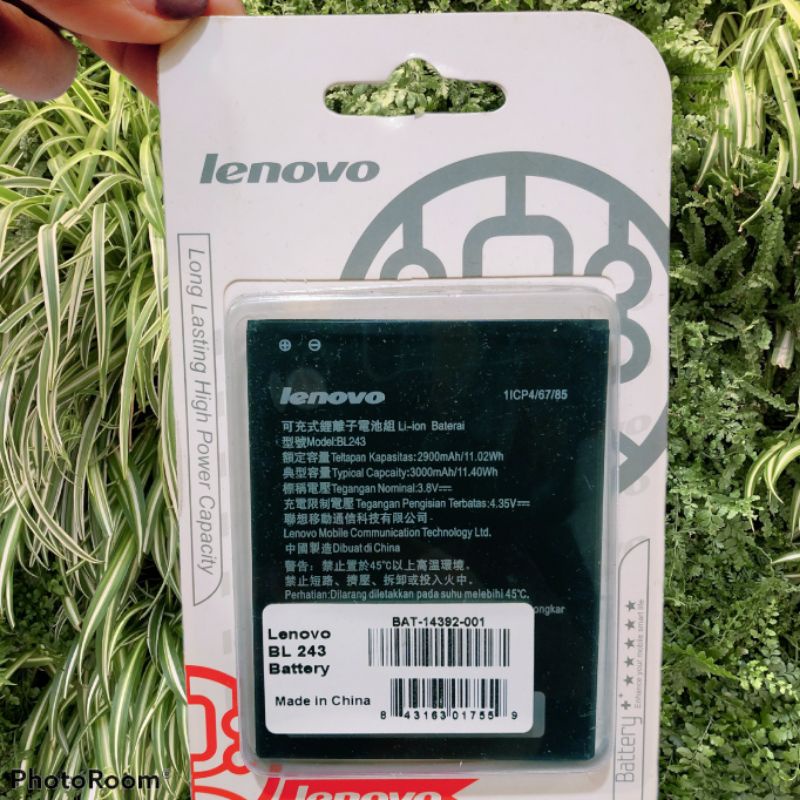 lenovo
Long Lasting High Power Capacity
lenovo
1ICP4/67/85
可充式鋰離子電池組 Li-ion Baterai
型號Model:BL243
額定容量Teltapan Kapasitas:2900mAh/11.02Wh
典型容量Typical Capcaity:3000mAh/11.40Wh
標稱電壓Tegangan Nominal:3.8V
充電限制電壓Tegangan Pengisian Terbatas:4.35V
聯想移動通信科技有限公司
Lenovo Mobile Communication Technology Ltd.
中國製造Dibuat di China
警告：禁止置於45℃以上高溫環境.
禁止短路、擠壓、拆卸或投入火中.
Perhatian:Dilarang diletakkan pada suhu melebihi 45℃.
ongkar
BAT-14392-001
Lenovo
BL 243
Battery
Made in China
8 43163 01755 9
Battery+
Enhance your mobile smart life
lenovo
PhotoRoom